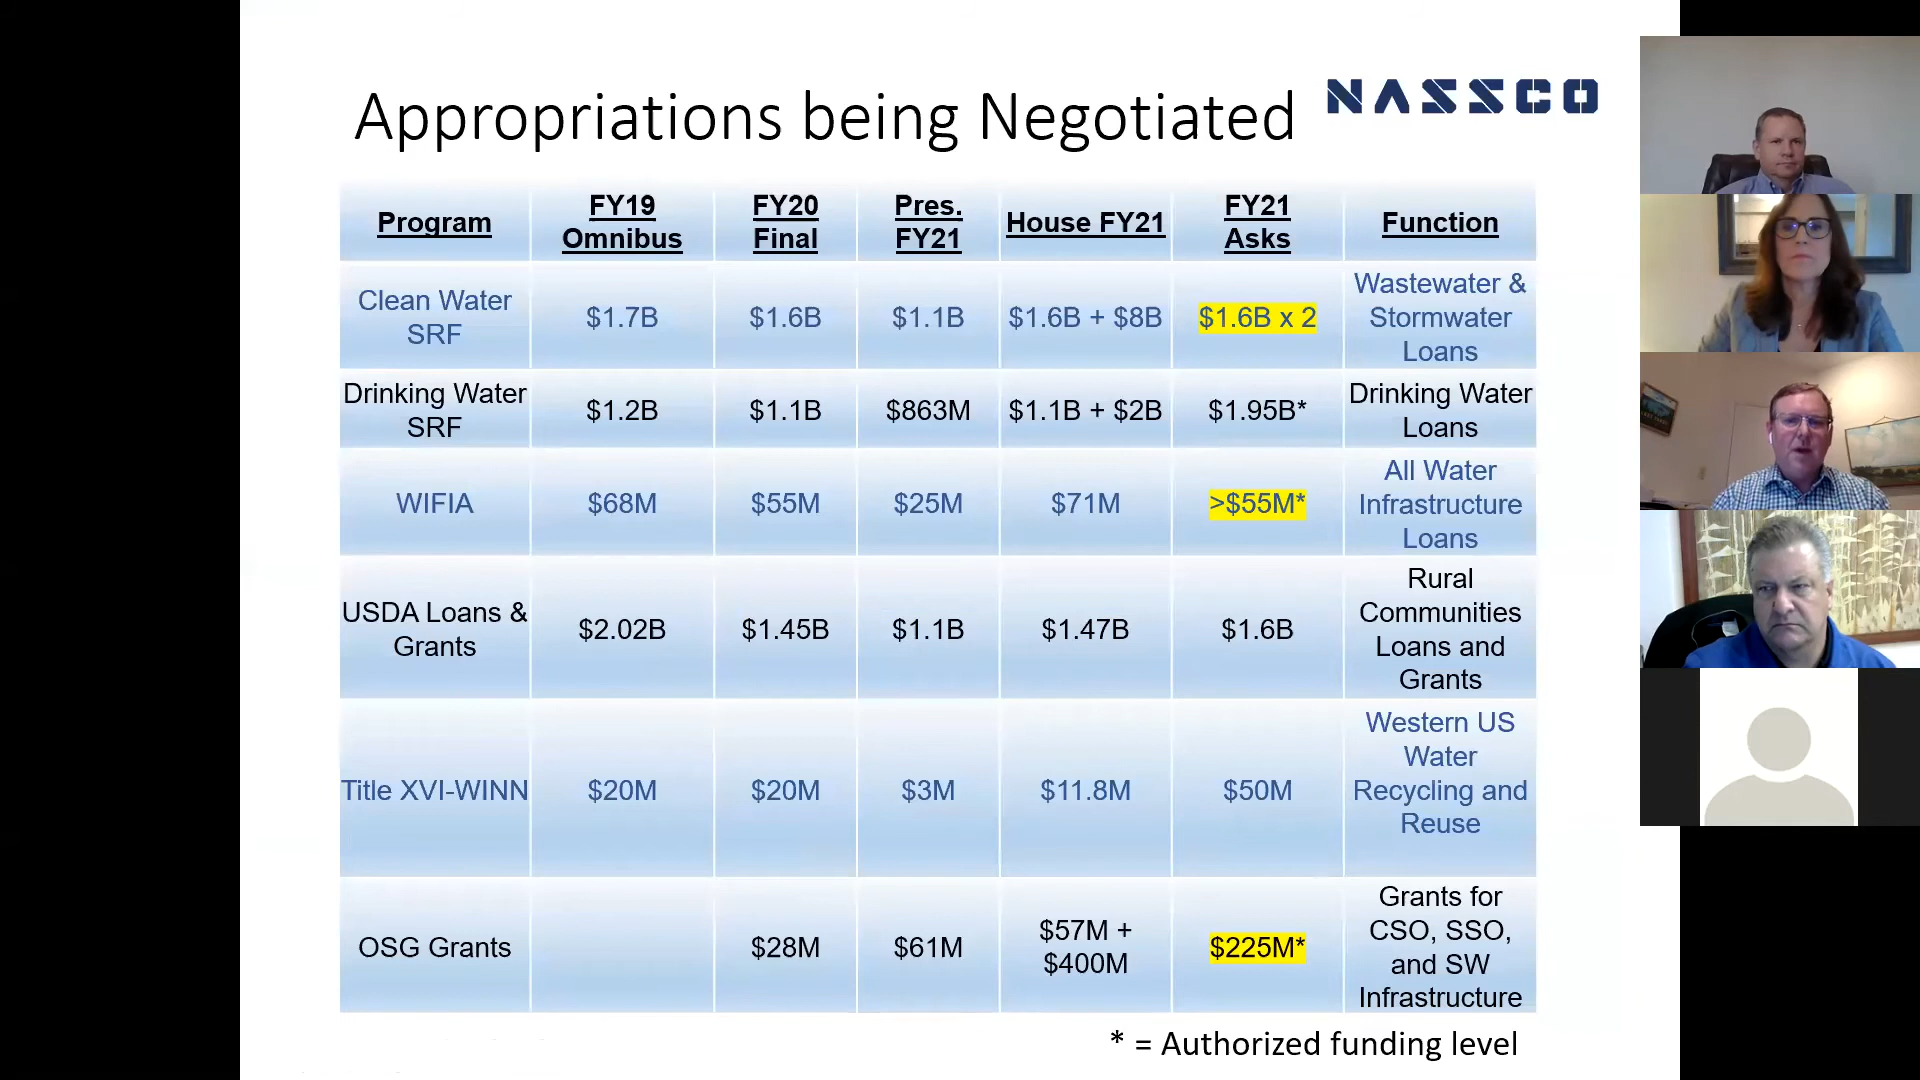 Appropriations being Negotiated
NASSCO
Program
FY19
Omnibus
FY20
Final
Pres.
FY21
House FY21
FY21
Asks
Function
Clean Water
SRF
$1.7B
$1.6B
$1.1B
$1.6B + $8B
$1.6B x 2
Wastewater &
Stormwater
Loans
Drinking Water
SRF
$1.2B
$1.1B
$863M
$1.1B + $2B
$1.95B*
Drinking Water
Loans
WIFIA
$68M
$55M
$25M
$71M
>$55M*
All Water
Infrastructure
Loans
USDA Loans &
Grants
$2.02B
$1.45B
$1.1B
$1.47B
$1.6B
Rural
Communities
Loans and
Grants
Title XVI-WINN
$20M
$20M
$3M
$11.8M
$50M
Western US
Water
Recycling and
Reuse
OSG Grants
$28M
$61M
$57M +
$400M
$225M*
Grants for
CSO, SSO,
and SW
Infrastructure
* = Authorized funding level